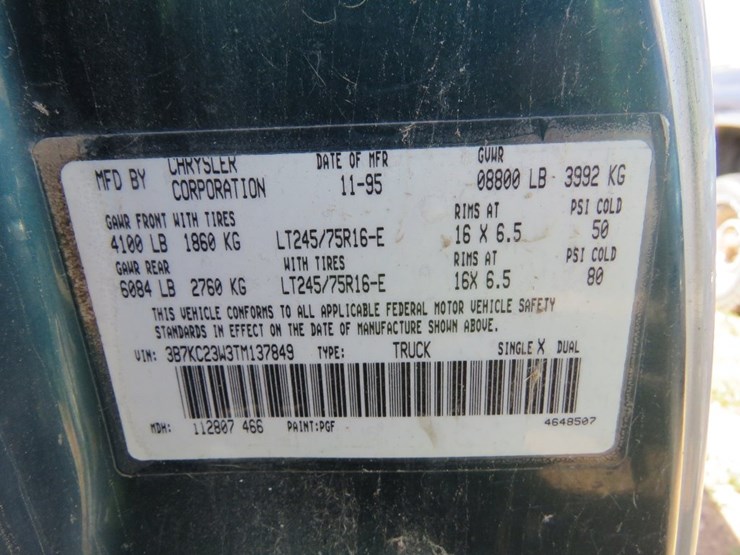 MFD BY CHRYSLER CORPORATION DATE OF MFR 11-95 GVWR 08800 LB 3992 KG
GAWR FRONT WITH TIRES RIMS AT PSI COLD
4100 LB 1860 KG LT245/75R16-E 16 X 6.5 50
GAWR REAR WITH TIRES RIMS AT PSI COLD
6084 LB 2760 KG LT245/75R16-E 16X 6.5 80
THIS VEHICLE CONFORMS TO ALL APPLICABLE FEDERAL MOTOR VEHICLE SAFETY
STANDARDS IN EFFECT ON THE DATE OF MANUFACTURE SHOWN ABOVE.
VIN: 3B7KC23W3TM137849 TYPE: TRUCK SINGLE X DUAL
MDH: 112807 466 PAINT:PGF 4648507